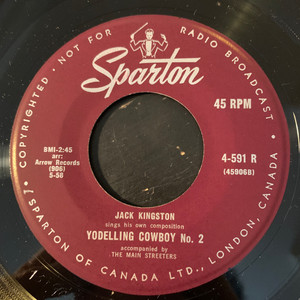 COPYRIGHTED · NOT FOR RADIO BROADCAST ·
Sparton
45 RPM
BMI-2:45
arr:
Arrow Records
(906)
S-50
4-591 R
(45906B)
JACK KINGSTON
sings his own composition
YODELLING COWBOY No. 2
accompanied by
THE MAIN STREETERS
SPARTON OF CANADA LTD., LONDON, CANADA